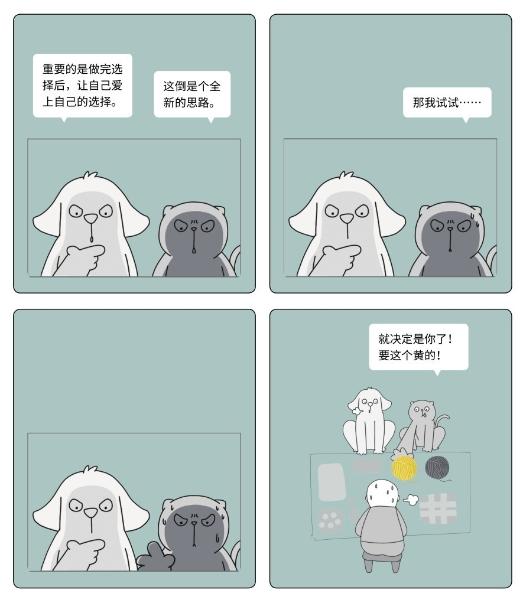 重要的是做完选
择后，让自己爱
上自己的选择。
这倒是个全
新的思路。
那我试试……
就决定是你了！
要这个黄的！